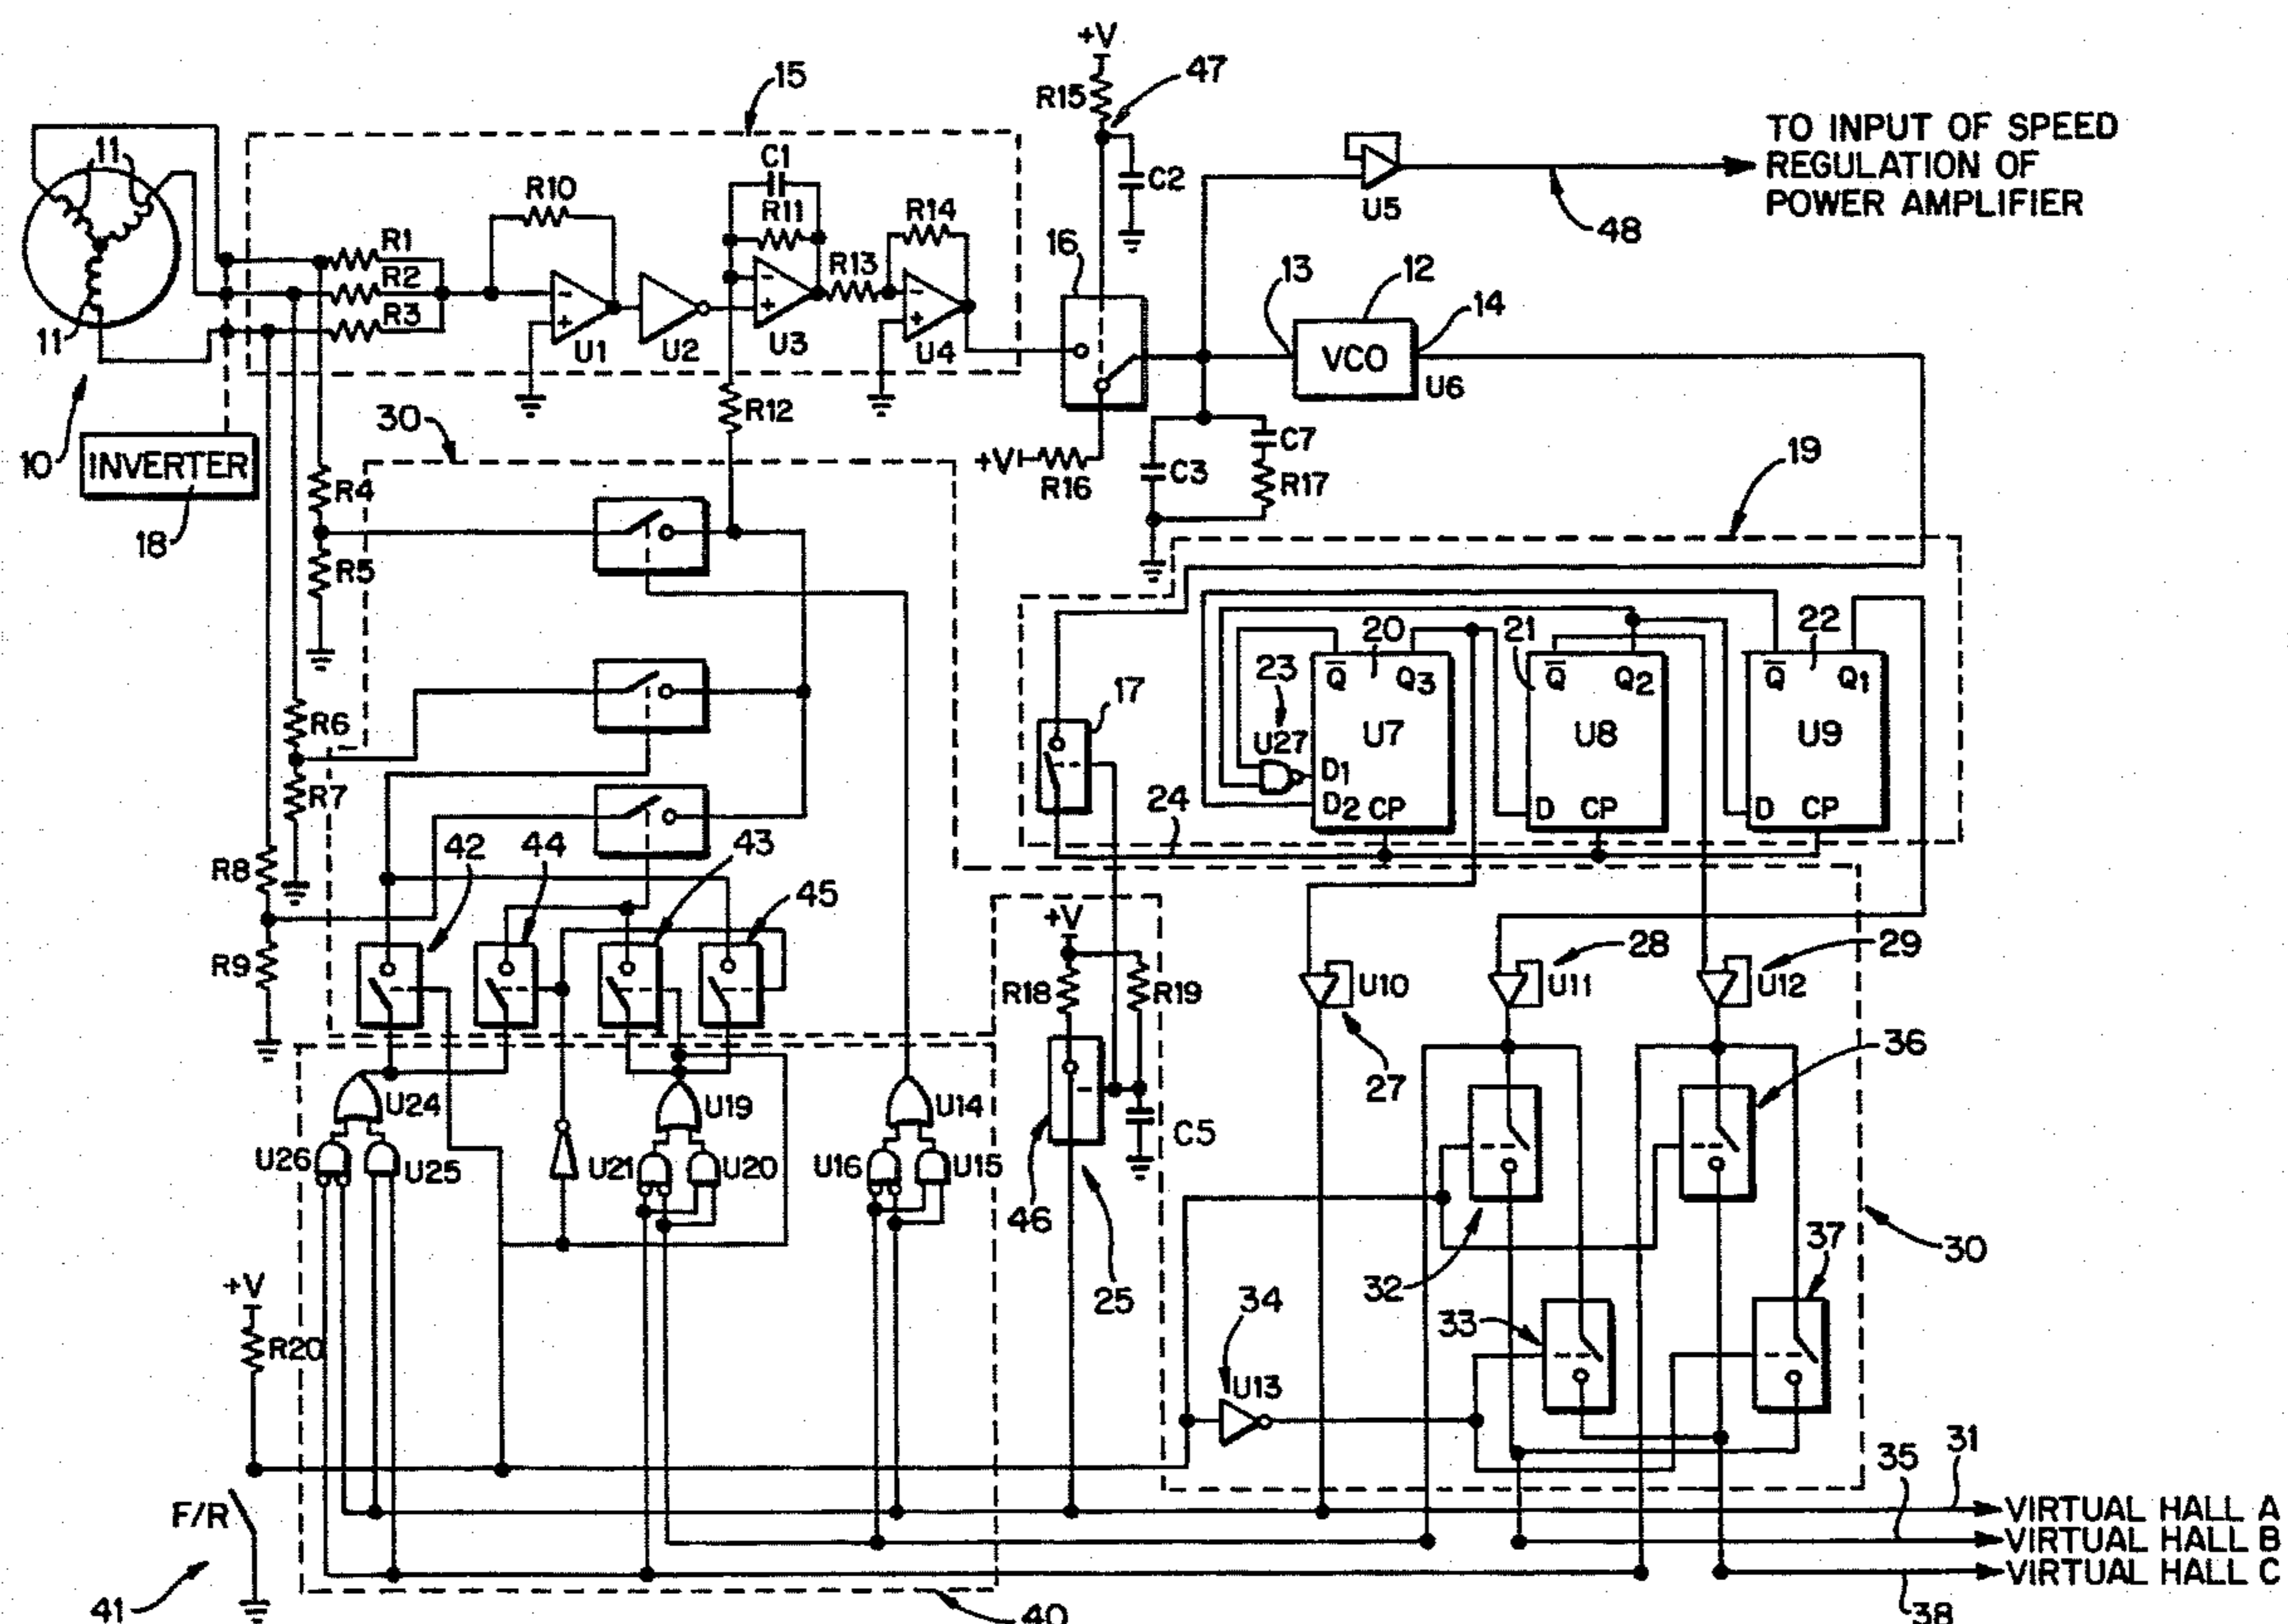 +V
47
15
R15
TO INPUT OF SPEED
REGULATION OF
POWER AMPLIFIER
11
C1
C2
R10
U5
48
R11
R14
R1
16
R2
R13
13
12
14
R3
11
U1
U2
U3
U4
VCO
U6
30
R12
10
INVERTER
C7
+V
C3
19
R4
R16
R17
18
R5
20
21
22
17
23
Q̅
Q3
Q̅
Q2
Q̅
Q1
R6
U27
U7
U8
U9
D1
R7
24
D2
CP
D
CP
D
CP
42
44
43
R8
45
+V
28
29
R9
R18
R19
U10
U11
U12
36
27
U24
U19
U14
C5
U26
U25
U21
U20
U16
U15
46
37
30
+V
25
34
32
R20
33
U13
31
35
F/R
VIRTUAL HALL A
VIRTUAL HALL B
VIRTUAL HALL C
41
40
38